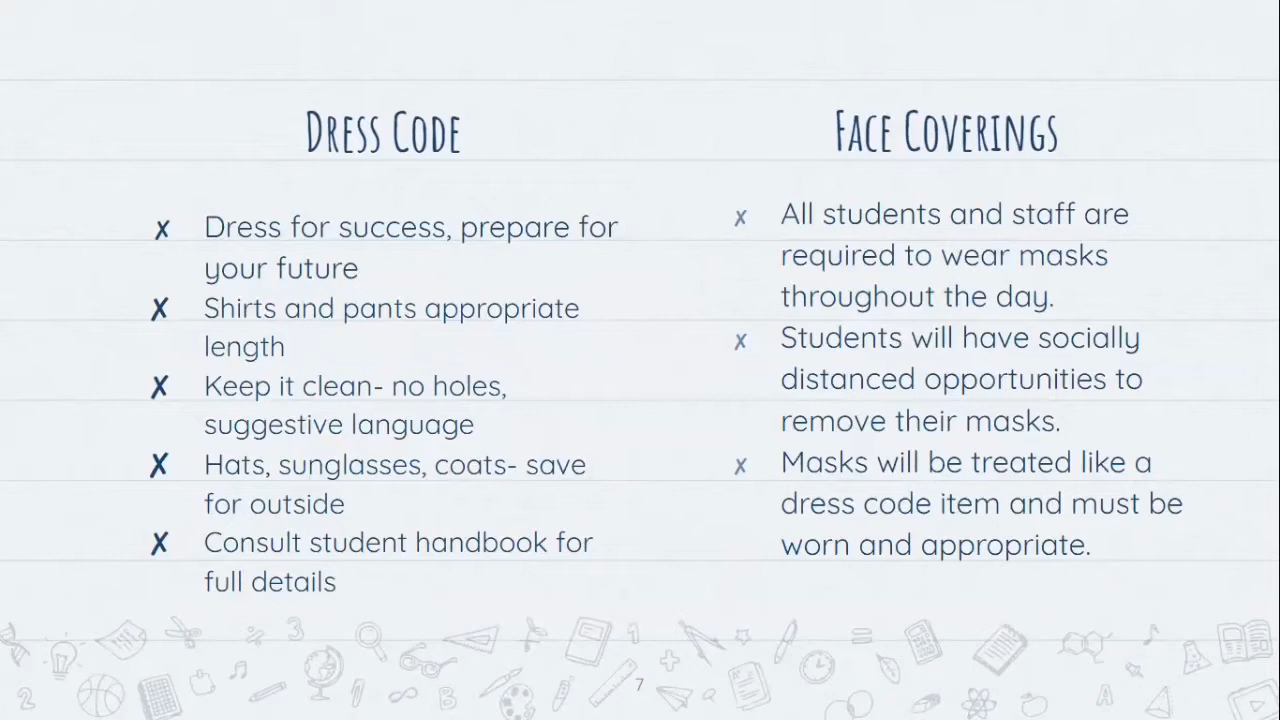 Dress Code
Dress for success, prepare for
your future
Shirts and pants appropriate
length
Keep it clean- no holes,
suggestive language
Hats, sunglasses, coats- save
for outside
Consult student handbook for
full details
Face Coverings
All students and staff are
required to wear masks
throughout the day.
Students will have socially
distanced opportunities to
remove their masks.
Masks will be treated like a
dress code item and must be
worn and appropriate.
7